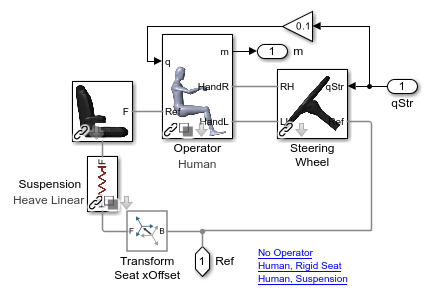 0.1
q
m
1
m
HandR
RH
qStr
1
qStr
F
Ref
HandL
LH
Ref
Operator
Human
Steering
Wheel
F
Suspension
Heave Linear
F
B
Transform
Seat xOffset
1
Ref
No Operator
Human, Rigid Seat
Human, Suspension